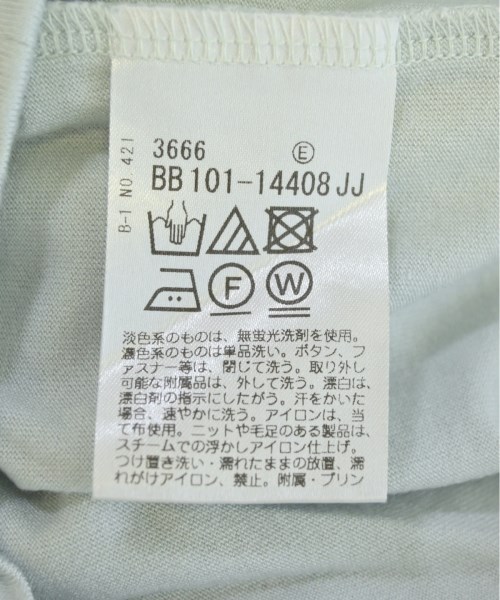 B-1 NO.421
3666 Ⓔ
BB101-14408JJ
F W
淡色系のものは、無蛍光洗剤を使用。
濃色系のものは単品洗い。ボタン、フ
ァスナー等は、閉じて洗う。取り外し
可能な附属品は、外して洗う。漂白は、
漂白剤の指示にしたがう。汗をかいた
場合、速やかに洗う。アイロンは、当
て布使用。ニットや毛足のある製品は、
スチームでの浮かしアイロン仕上げ。
つけ置き洗い・濡れたままの放置、濡
れがけアイロン、禁止。附属・プリン